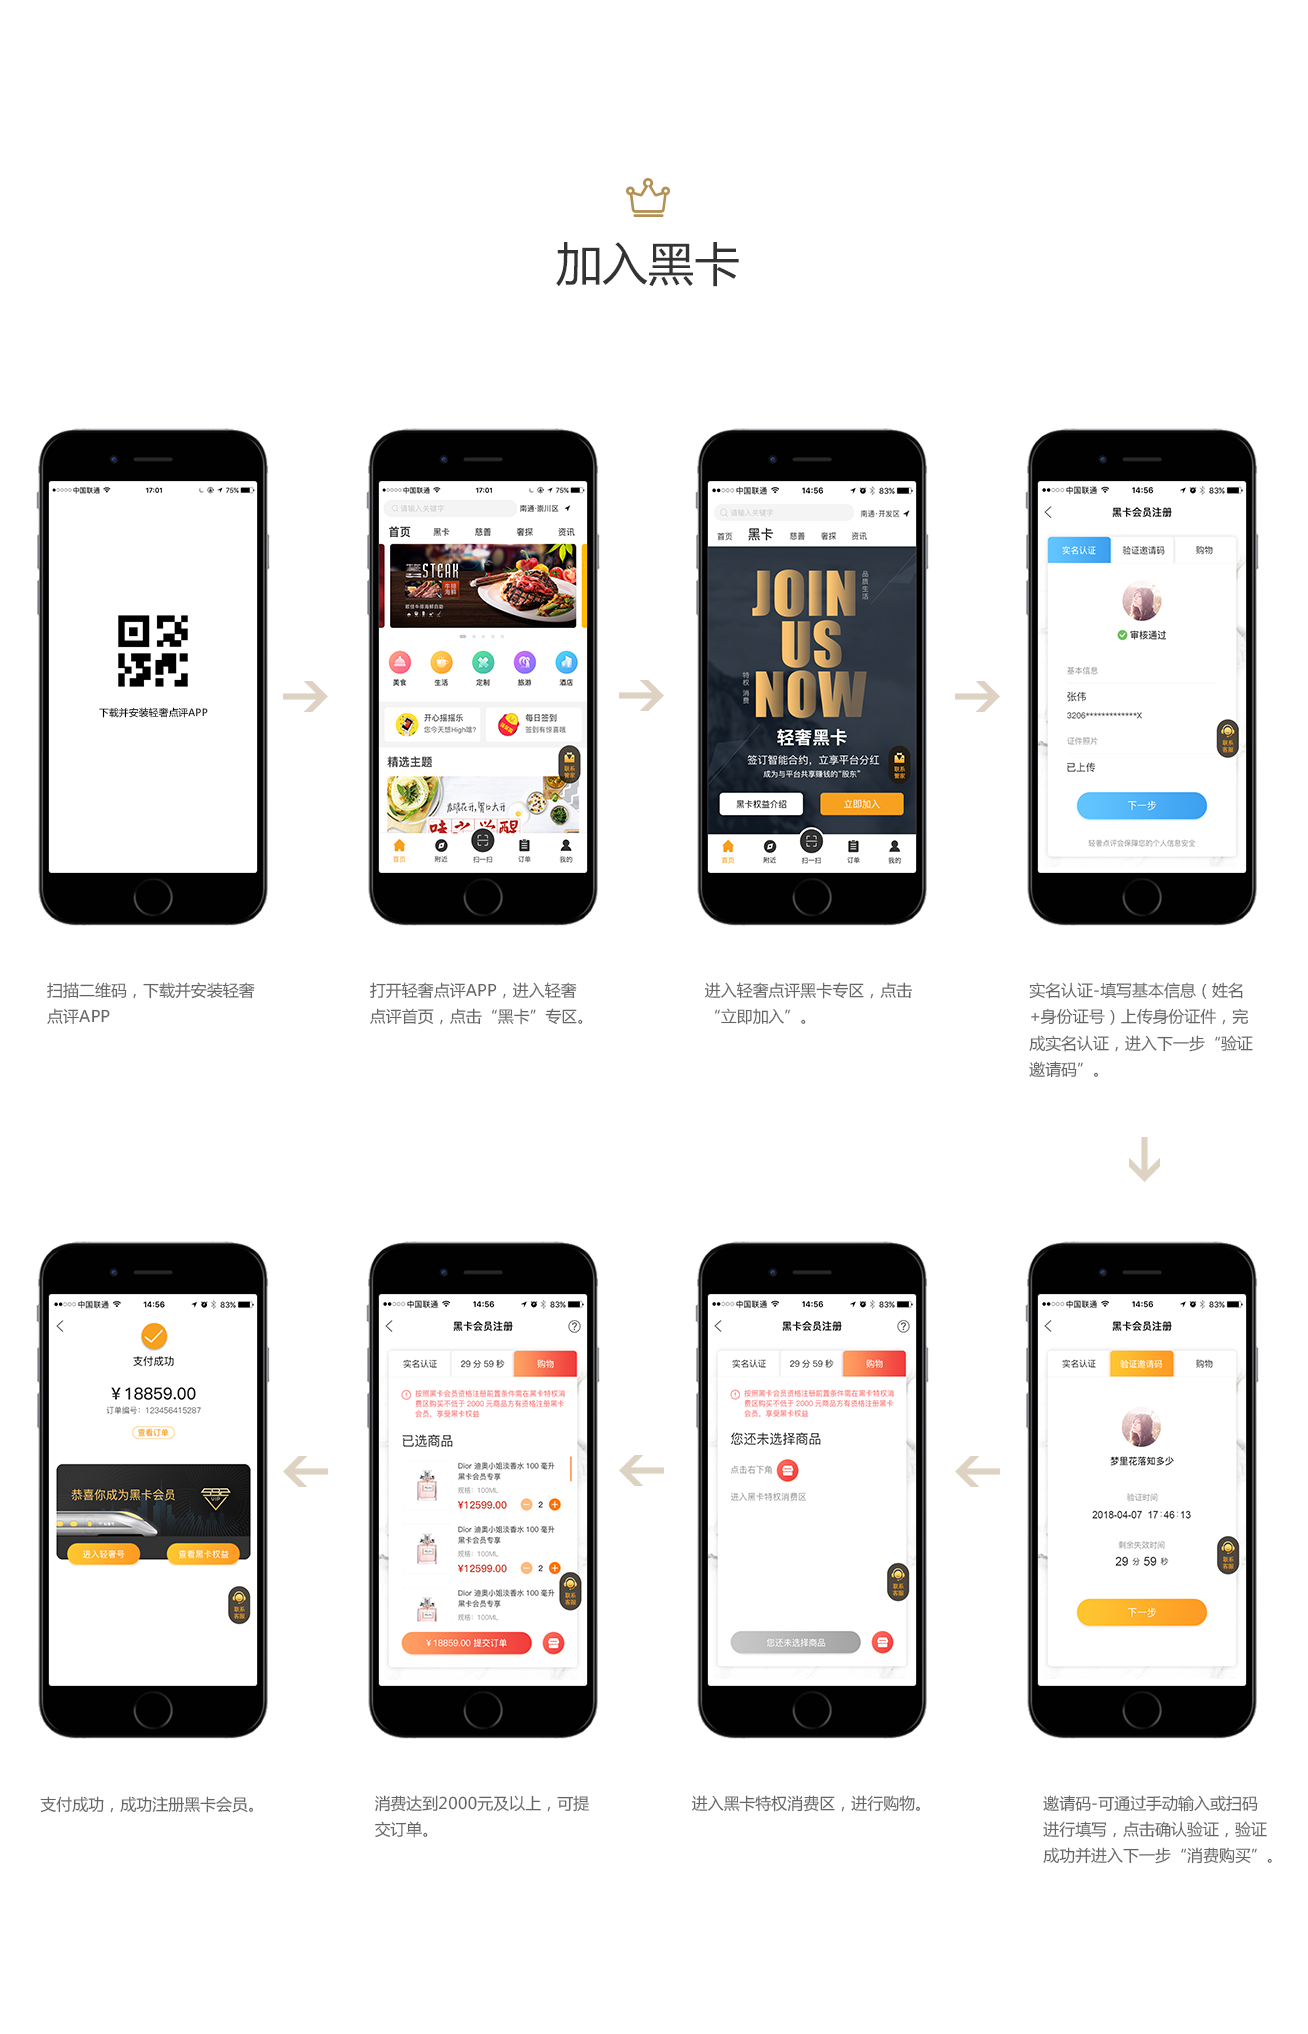 加入黑卡
中国联通 17:01 75%
下载并安装轻奢点评APP
扫描二维码，下载并安装轻奢
点评APP
中国联通 17:01 75%
请输入关键字 南通·崇川区
首页 黑卡 慈善 奢探 资讯
STEAK
牛排
海鲜
美食 生活 定制 旅游 酒店
开心摇摇乐 每日签到
您今天想High啥? 签到有惊喜哦
精选主题
联系
管家
首页 附近 扫一扫 订单 我的
打开轻奢点评APP，进入轻奢
点评首页，点击“黑卡”专区。
中国联通 14:56 83%
请输入关键字 南通·开发区
首页 黑卡 慈善 奢探 资讯
JOIN
US
NOW
品质生活
特权 消费
轻奢黑卡
签订智能合约，立享平台分红
成为与平台共享赚钱的“股东”
联系
管家
黑卡权益介绍 立即加入
首页 附近 扫一扫 订单 我的
进入轻奢点评黑卡专区，点击
“立即加入”。
中国联通 14:56 83%
黑卡会员注册
实名认证 验证邀请码 购物
审核通过
基本信息
张伟
3206*************X
证件照片
已上传
联系
客服
下一步
轻奢点评会保障您的个人信息安全
实名认证-填写基本信息（姓名
+身份证号）上传身份证件，完
成实名认证，进入下一步“验证
邀请码”。
中国联通 14:56 83%
黑卡会员注册
实名认证 验证邀请码 购物
梦里花落知多少
验证时间
2018-04-07 17:46:13
剩余失效时间
29 分 59 秒
联系
客服
下一步
邀请码-可通过手动输入或扫码
进行填写，点击确认验证，验证
成功并进入下一步“消费购买”。
中国联通 14:56 83%
黑卡会员注册
实名认证 29 分 59 秒 购物
按照黑卡会员资格注册前置条件需在黑卡特权消
费区购买不低于 2000 元商品方有资格注册黑卡
会员，享受黑卡权益
您还未选择商品
点击右下角
进入黑卡特权消费区
联系
客服
您还未选择商品
进入黑卡特权消费区，进行购物。
中国联通 14:56 83%
黑卡会员注册
实名认证 29 分 59 秒 购物
按照黑卡会员资格注册前置条件需在黑卡特权消
费区购买不低于 2000 元商品方有资格注册黑卡
会员，享受黑卡权益
已选商品
Dior 迪奥小姐淡香水 100 毫升
黑卡会员专享
规格：100ML
¥12599.00 2
Dior 迪奥小姐淡香水 100 毫升
黑卡会员专享
规格：100ML
¥12599.00 2
Dior 迪奥小姐淡香水 100 毫升
黑卡会员专享
规格：100ML
联系
客服
¥18859.00 提交订单
消费达到2000元及以上，可提
交订单。
中国联通 14:56 83%
支付成功
¥18859.00
订单编号：123456415287
查看订单
恭喜你成为黑卡会员
VIP
进入轻奢号 查看黑卡权益
联系
客服
支付成功，成功注册黑卡会员。